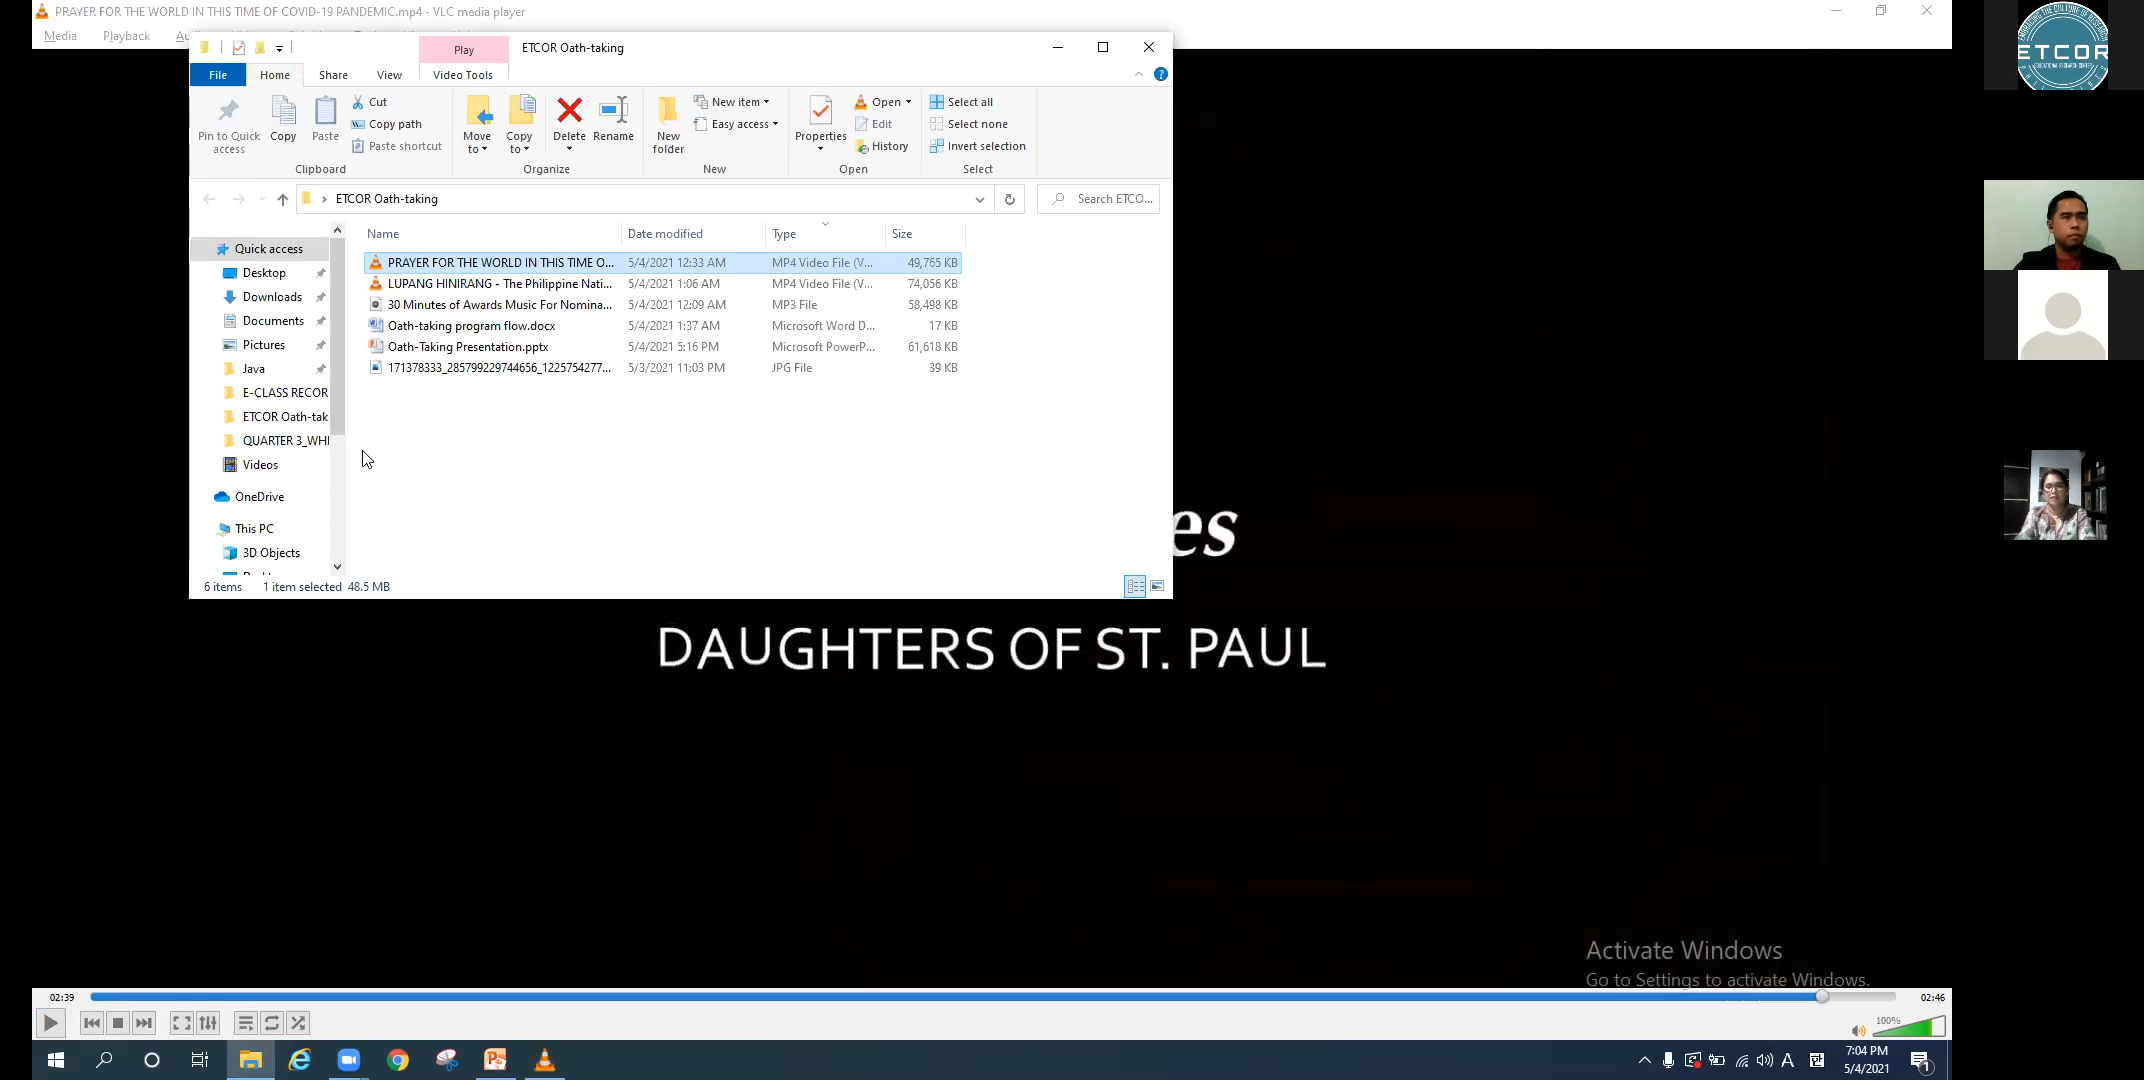 PRAYER FOR THE WORLD IN THIS TIME OF COVID-19 PANDEMIC.mp4 - VLC media player
Media Playback
Play
ETCOR Oath-taking
File Home Share View Video Tools
Pin to Quick access
Copy
Paste
Cut
Copy path
Paste shortcut
Clipboard
Move to
Copy to
Delete
Rename
Organize
New folder
New item
Easy access
New
Properties
Open
Edit
History
Open
Select all
Select none
Invert selection
Select
ETCOR Oath-taking
Search ETCO...
Name Date modified Type Size
PRAYER FOR THE WORLD IN THIS TIME O... 5/4/2021 12:33 AM MP4 Video File (V... 49,765 KB
LUPANG HINIRANG - The Philippine Nati... 5/4/2021 1:06 AM MP4 Video File (V... 74,056 KB
30 Minutes of Awards Music For Nomina... 5/4/2021 12:09 AM MP3 File 58,498 KB
Oath-taking program flow.docx 5/4/2021 1:37 AM Microsoft Word D... 17 KB
Oath-Taking Presentation.pptx 5/4/2021 5:16 PM Microsoft PowerP... 61,618 KB
171378333_285799229744656_1225754277... 5/3/2021 11:03 PM JPG File 39 KB
Quick access
Desktop
Downloads
Documents
Pictures
Java
E-CLASS RECOR
ETCOR Oath-tak
QUARTER 3_WHI
Videos
OneDrive
This PC
3D Objects
6 items 1 item selected 48.5 MB
es
DAUGHTERS OF ST. PAUL
Activate Windows
Go to Settings to activate Windows.
02:39
02:46
100%
A
7:04 PM
5/4/2021
1
ETCOR